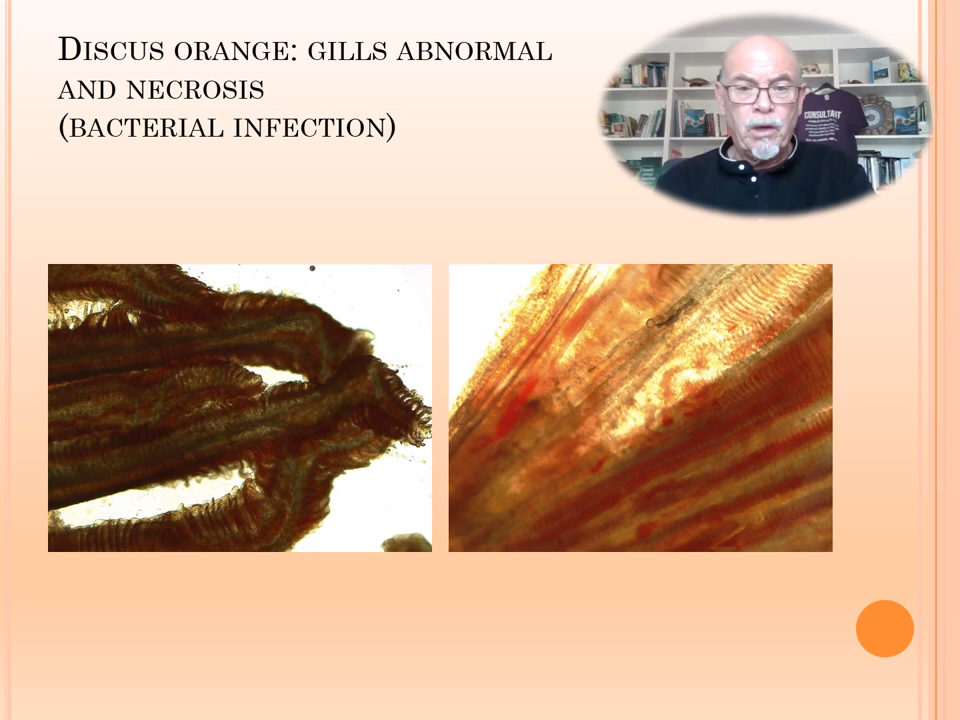 Discus orange: gills abnormal
and necrosis
(bacterial infection)
CONSULTANT